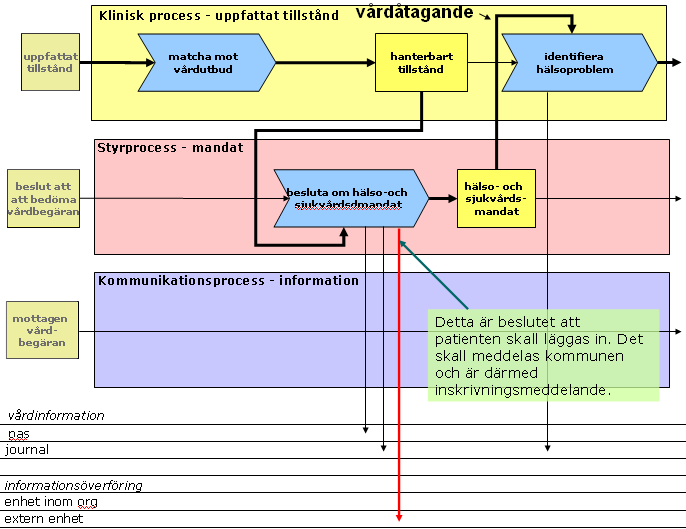 vårdåtagande
Klinisk process - uppfattat tillstånd
uppfattat
tillstånd
matcha mot
vårdutbud
hanterbart
tillstånd
identifiera
hälsoproblem
Styrprocess - mandat
beslut att
att bedöma
vårdbegäran
besluta om hälso-och
sjukvårdsdmandat
hälso- och
sjukvårds-
mandat
Kommunikationsprocess - information
mottagen
vård-
begäran
Detta är beslutet att
patienten skall läggas in. Det
skall meddelas kommunen
och är därmed
inskrivningsmeddelande.
vårdinformation
pas
journal
informationsöverföring
enhet inom org
extern enhet